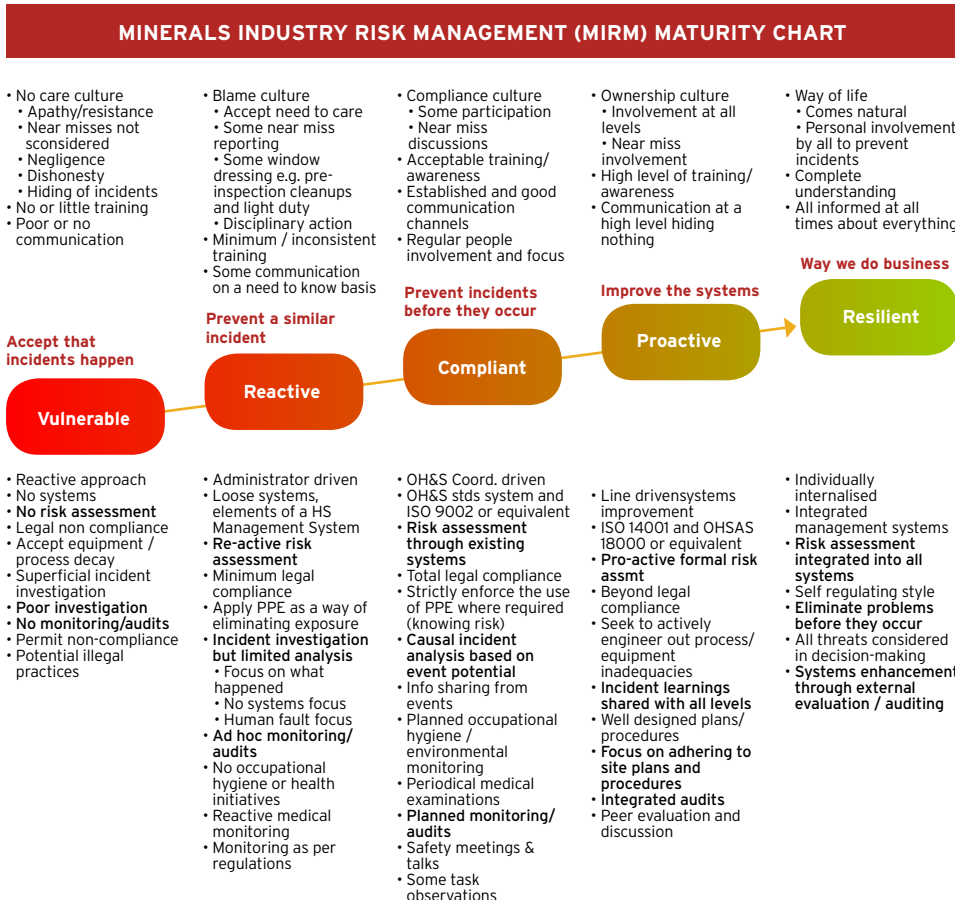 MINERALS INDUSTRY RISK MANAGEMENT (MIRM) MATURITY CHART
• No care culture
• Apathy/resistance
• Near misses not
sconsidered
• Negligence
• Dishonesty
• Hiding of incidents
• No or little training
• Poor or no
communication
• Blame culture
• Accept need to care
• Some near miss
reporting
• Some window
dressing e.g. pre-
inspection cleanups
and light duty
• Disciplinary action
• Minimum / inconsistent
training
• Some communication
on a need to know basis
• Compliance culture
• Some participation
• Near miss
discussions
• Acceptable training/
awareness
• Established and good
communication
channels
• Regular people
involvement and focus
• Ownership culture
• Involvement at all
levels
• Near miss
involvement
• High level of training/
awareness
• Communication at a
high level hiding
nothing
• Way of life
• Comes natural
• Personal involvement
by all to prevent
incidents
• Complete
understanding
• All informed at all
times about everything
Accept that
incidents happen
Vulnerable
Prevent a similar
incident
Reactive
Prevent incidents
before they occur
Compliant
Improve the systems
Proactive
Way we do business
Resilient
• Reactive approach
• No systems
• No risk assessment
• Legal non compliance
• Accept equipment /
process decay
• Superficial incident
investigation
• Poor investigation
• No monitoring/audits
• Permit non-compliance
• Potential illegal
practices
• Administrator driven
• Loose systems,
elements of a HS
Management System
• Re-active risk
assessment
• Minimum legal
compliance
• Apply PPE as a way of
eliminating exposure
• Incident investigation
but limited analysis
• Focus on what
happened
• No systems focus
• Human fault focus
• Ad hoc monitoring/
audits
• No occupational
hygiene or health
initiatives
• Reactive medical
monitoring
• Monitoring as per
regulations
• OH&S Coord. driven
• OH&S stds system and
ISO 9002 or equivalent
• Risk assessment
through existing
systems
• Total legal compliance
• Strictly enforce the use
of PPE where required
(knowing risk)
• Causal incident
analysis based on
event potential
• Info sharing from
events
• Planned occupational
hygiene /
environmental
monitoring
• Periodical medical
examinations
• Planned monitoring/
audits
• Safety meetings &
talks
• Some task
observations
• Line drivensystems
improvement
• ISO 14001 and OHSAS
18000 or equivalent
• Pro-active formal risk
assmt
• Beyond legal
compliance
• Seek to actively
engineer out process/
equipment
inadequacies
• Incident learnings
shared with all levels
• Well designed plans/
procedures
• Focus on adhering to
site plans and
procedures
• Integrated audits
• Peer evaluation and
discussion
• Individually
internalised
• Integrated
management systems
• Risk assessment
integrated into all
systems
• Self regulating style
• Eliminate problems
before they occur
• All threats considered
in decision-making
• Systems enhancement
through external
evaluation / auditing